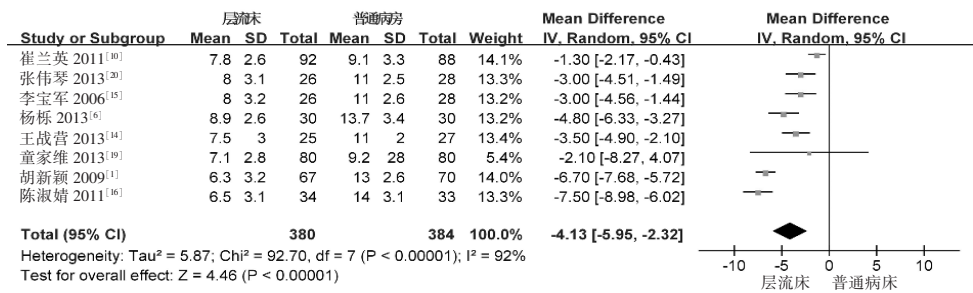 层流床 普通病房 Mean Difference Mean Difference
Study or Subgroup Mean SD Total Mean SD Total Weight IV, Random, 95% CI IV, Random, 95% CI
崔兰英 2011[10] 7.8 2.6 92 9.1 3.3 88 14.1% -1.30 [-2.17, -0.43]
张伟琴 2013[20] 8 3.1 26 11 2.5 28 13.3% -3.00 [-4.51, -1.49]
李宝军 2006[15] 8 3.2 26 11 2.6 28 13.2% -3.00 [-4.56, -1.44]
杨栎 2013[6] 8.9 2.6 30 13.7 3.4 30 13.2% -4.80 [-6.33, -3.27]
王战营 2013[14] 7.5 3 25 11 2 27 13.4% -3.50 [-4.90, -2.10]
童家维 2013[19] 7.1 2.8 80 9.2 28 80 5.4% -2.10 [-8.27, 4.07]
胡新颖 2009[1] 6.3 3.2 67 13 2.6 70 14.0% -6.70 [-7.68, -5.72]
陈淑婧 2011[16] 6.5 3.1 34 14 3.1 33 13.3% -7.50 [-8.98, -6.02]
Total (95% CI) 380 384 100.0% -4.13 [-5.95, -2.32]
Heterogeneity: Tau² = 5.87; Chi² = 92.70, df = 7 (P < 0.00001); I² = 92%
Test for overall effect: Z = 4.46 (P < 0.00001)
-10 -5 0 5 10
层流床 普通病房